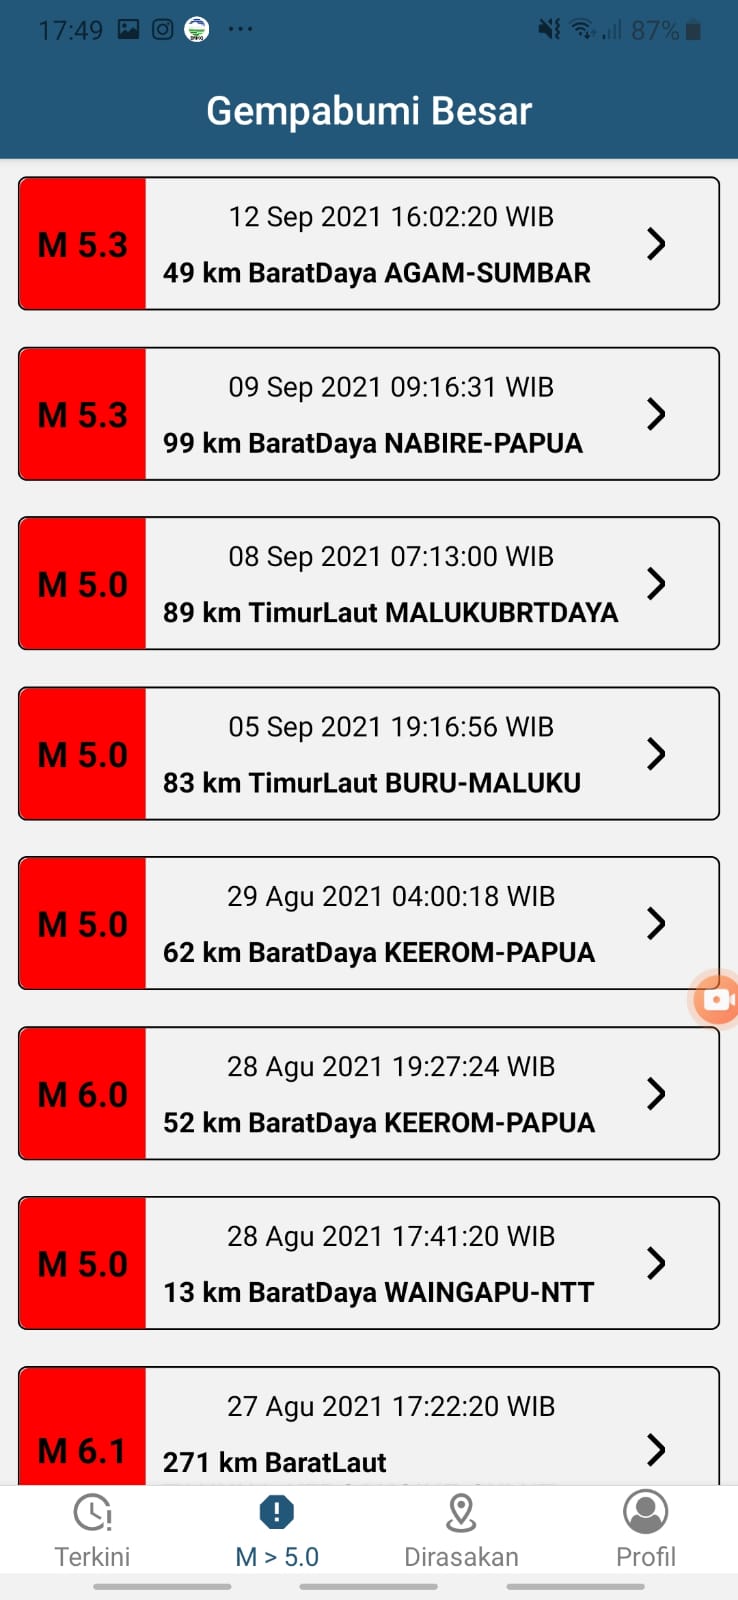 17:49 87%
Gempabumi Besar
M 5.3
12 Sep 2021 16:02:20 WIB
49 km BaratDaya AGAM-SUMBAR
M 5.3
09 Sep 2021 09:16:31 WIB
99 km BaratDaya NABIRE-PAPUA
M 5.0
08 Sep 2021 07:13:00 WIB
89 km TimurLaut MALUKUBRTDAYA
M 5.0
05 Sep 2021 19:16:56 WIB
83 km TimurLaut BURU-MALUKU
M 5.0
29 Agu 2021 04:00:18 WIB
62 km BaratDaya KEEROM-PAPUA
M 6.0
28 Agu 2021 19:27:24 WIB
52 km BaratDaya KEEROM-PAPUA
M 5.0
28 Agu 2021 17:41:20 WIB
13 km BaratDaya WAINGAPU-NTT
M 6.1
27 Agu 2021 17:22:20 WIB
271 km BaratLaut
Terkini M > 5.0 Dirasakan Profil